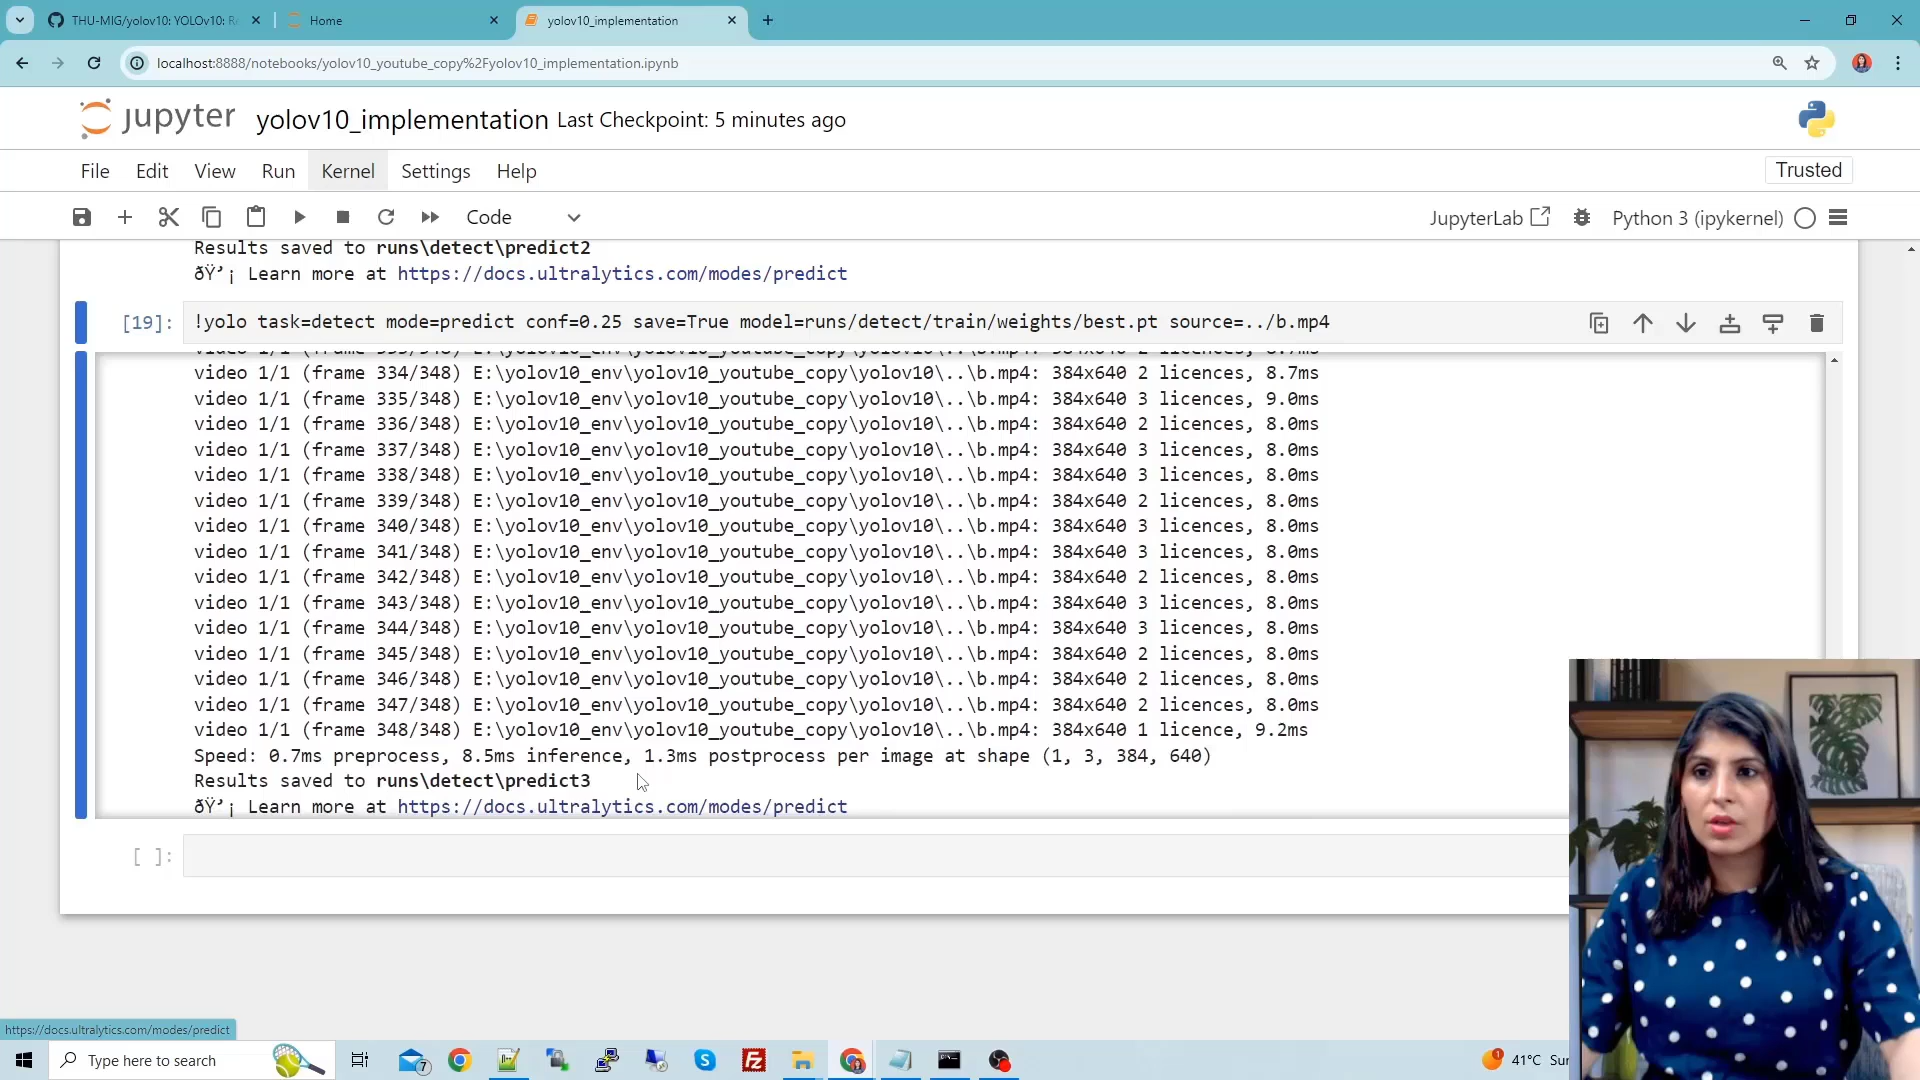 THU-MIG/yolov10: YOLOv10: R
Home
yolov10_implementation
localhost:8888/notebooks/yolov10_youtube_copy%2Fyolov10_implementation.ipynb
jupyter yolov10_implementation Last Checkpoint: 5 minutes ago
File Edit View Run Kernel Settings Help Trusted
Code JupyterLab Python 3 (ipykernel)
Results saved to runs\detect\predict2
ðŸ’¡ Learn more at https://docs.ultralytics.com/modes/predict
[19]: !yolo task=detect mode=predict conf=0.25 save=True model=runs/detect/train/weights/best.pt source=../b.mp4
video 1/1 (frame 334/348) E:\yolov10_env\yolov10_youtube_copy\yolov10\..\b.mp4: 384x640 2 licences, 8.7ms
video 1/1 (frame 335/348) E:\yolov10_env\yolov10_youtube_copy\yolov10\..\b.mp4: 384x640 3 licences, 9.0ms
video 1/1 (frame 336/348) E:\yolov10_env\yolov10_youtube_copy\yolov10\..\b.mp4: 384x640 2 licences, 8.0ms
video 1/1 (frame 337/348) E:\yolov10_env\yolov10_youtube_copy\yolov10\..\b.mp4: 384x640 3 licences, 8.0ms
video 1/1 (frame 338/348) E:\yolov10_env\yolov10_youtube_copy\yolov10\..\b.mp4: 384x640 3 licences, 8.0ms
video 1/1 (frame 339/348) E:\yolov10_env\yolov10_youtube_copy\yolov10\..\b.mp4: 384x640 2 licences, 8.0ms
video 1/1 (frame 340/348) E:\yolov10_env\yolov10_youtube_copy\yolov10\..\b.mp4: 384x640 3 licences, 8.0ms
video 1/1 (frame 341/348) E:\yolov10_env\yolov10_youtube_copy\yolov10\..\b.mp4: 384x640 3 licences, 8.0ms
video 1/1 (frame 342/348) E:\yolov10_env\yolov10_youtube_copy\yolov10\..\b.mp4: 384x640 2 licences, 8.0ms
video 1/1 (frame 343/348) E:\yolov10_env\yolov10_youtube_copy\yolov10\..\b.mp4: 384x640 3 licences, 8.0ms
video 1/1 (frame 344/348) E:\yolov10_env\yolov10_youtube_copy\yolov10\..\b.mp4: 384x640 3 licences, 8.0ms
video 1/1 (frame 345/348) E:\yolov10_env\yolov10_youtube_copy\yolov10\..\b.mp4: 384x640 2 licences, 8.0ms
video 1/1 (frame 346/348) E:\yolov10_env\yolov10_youtube_copy\yolov10\..\b.mp4: 384x640 2 licences, 8.0ms
video 1/1 (frame 347/348) E:\yolov10_env\yolov10_youtube_copy\yolov10\..\b.mp4: 384x640 2 licences, 8.0ms
video 1/1 (frame 348/348) E:\yolov10_env\yolov10_youtube_copy\yolov10\..\b.mp4: 384x640 1 licence, 9.2ms
Speed: 0.7ms preprocess, 8.5ms inference, 1.3ms postprocess per image at shape (1, 3, 384, 640)
Results saved to runs\detect\predict3
ðŸ’¡ Learn more at https://docs.ultralytics.com/modes/predict
[ ]:
https://docs.ultralytics.com/modes/predict
Type here to search
7
1
41°C Sun